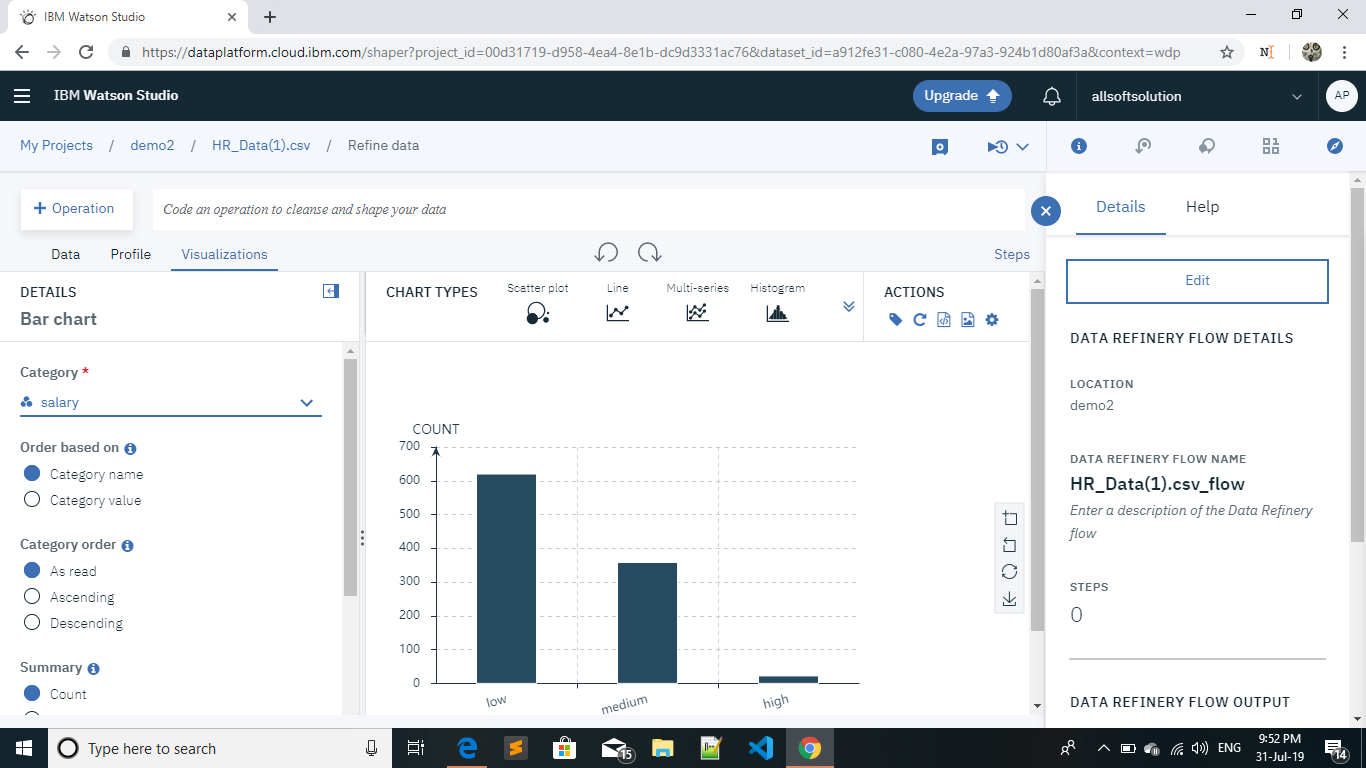 IBM Watson Studio
https://dataplatform.cloud.ibm.com/shaper?project_id=00d31719-d958-4ea4-8e1b-dc9d3331ac76&dataset_id=a912fe31-c080-4e2a-97a3-924b1d80af3a&context=wdp
IBM Watson Studio
Upgrade
allsoftsolution
AP
My Projects / demo2 / HR_Data(1).csv / Refine data
+ Operation
Code an operation to cleanse and shape your data
Data Profile Visualizations
Steps
DETAILS
Bar chart
Category *
salary
Order based on
Category name
Category value
Category order
As read
Ascending
Descending
Summary
Count
CHART TYPES
Scatter plot
Line
Multi-series
Histogram
ACTIONS
COUNT
700
600
500
400
300
200
100
0
low
medium
high
Details Help
Edit
DATA REFINERY FLOW DETAILS
LOCATION
demo2
DATA REFINERY FLOW NAME
HR_Data(1).csv_flow
Enter a description of the Data Refinery
flow
STEPS
0
DATA REFINERY FLOW OUTPUT
Type here to search
15
ENG
9:52 PM
31-Jul-19
14